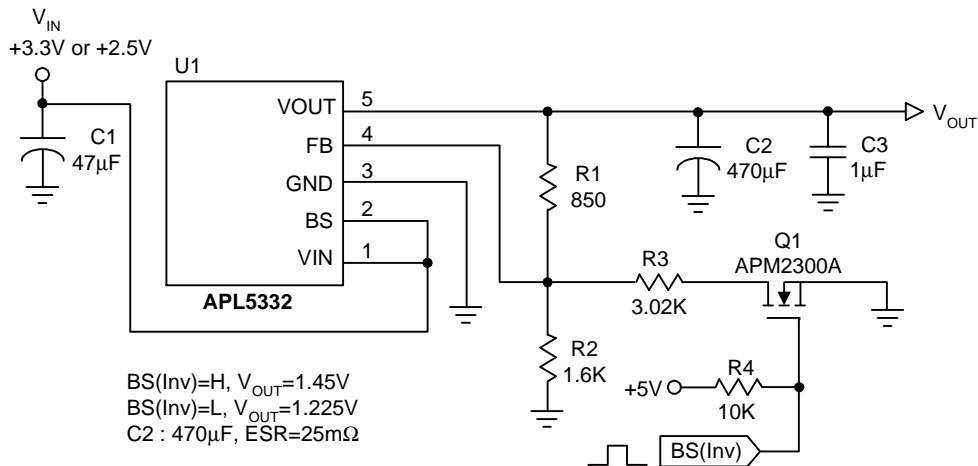 V_IN
+3.3V or +2.5V
U1
C1
47µF
VOUT
FB
GND
BS
VIN
5
4
3
2
1
APL5332
R1
850
C2
470µF
C3
1µF
V_OUT
R3
3.02K
Q1
APM2300A
R2
1.6K
+5V
R4
10K
BS(Inv)
BS(Inv)=H, V_OUT=1.45V
BS(Inv)=L, V_OUT=1.225V
C2 : 470µF, ESR=25mΩ